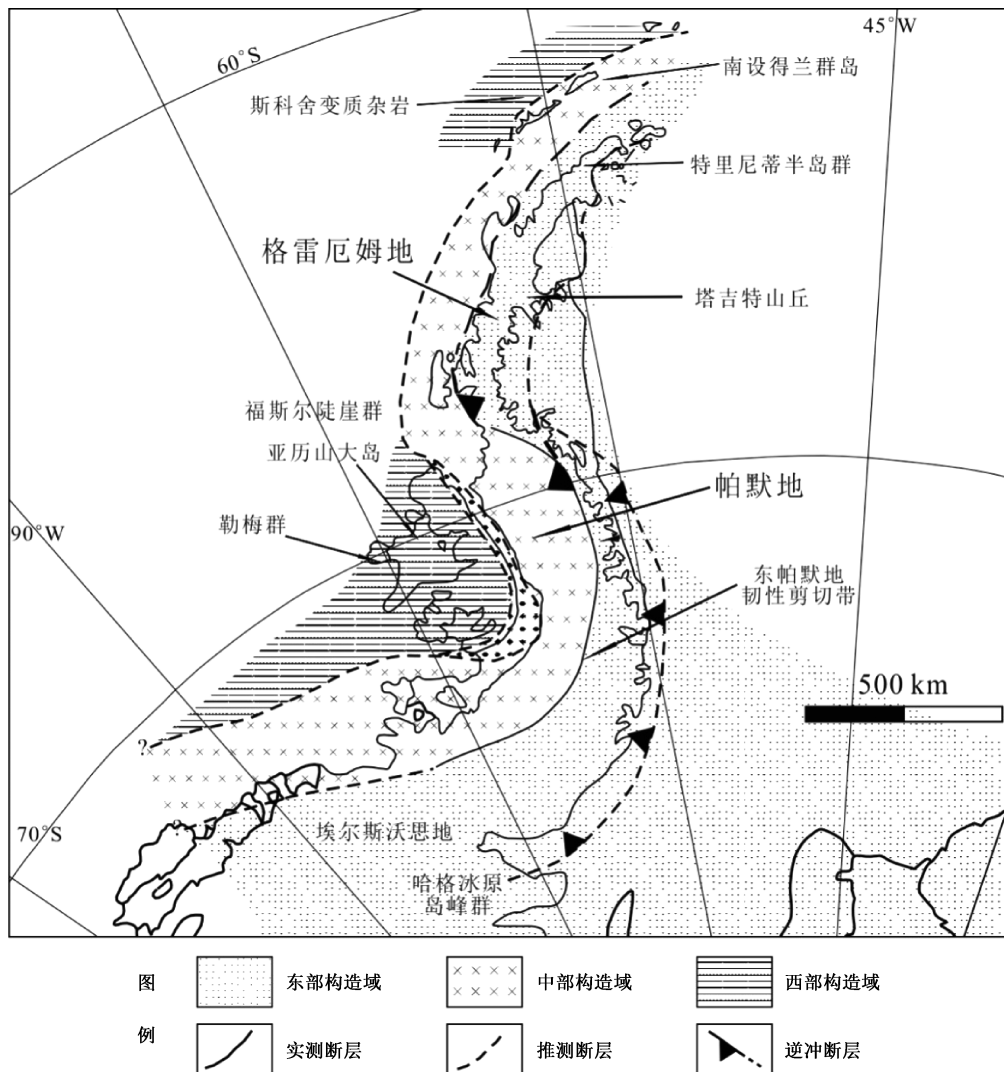 45°W
60°S
南设得兰群岛
斯科舍变质杂岩
特里尼蒂半岛群
格雷厄姆地
塔吉特山丘
福斯尔陡崖群
亚历山大岛
帕默地
勒梅群
90°W
东帕默地
韧性剪切带
500 km
?
70°S
?
埃尔斯沃思地
哈格冰原
岛峰群
图
例
东部构造域
中部构造域
西部构造域
实测断层
推测断层
逆冲断层